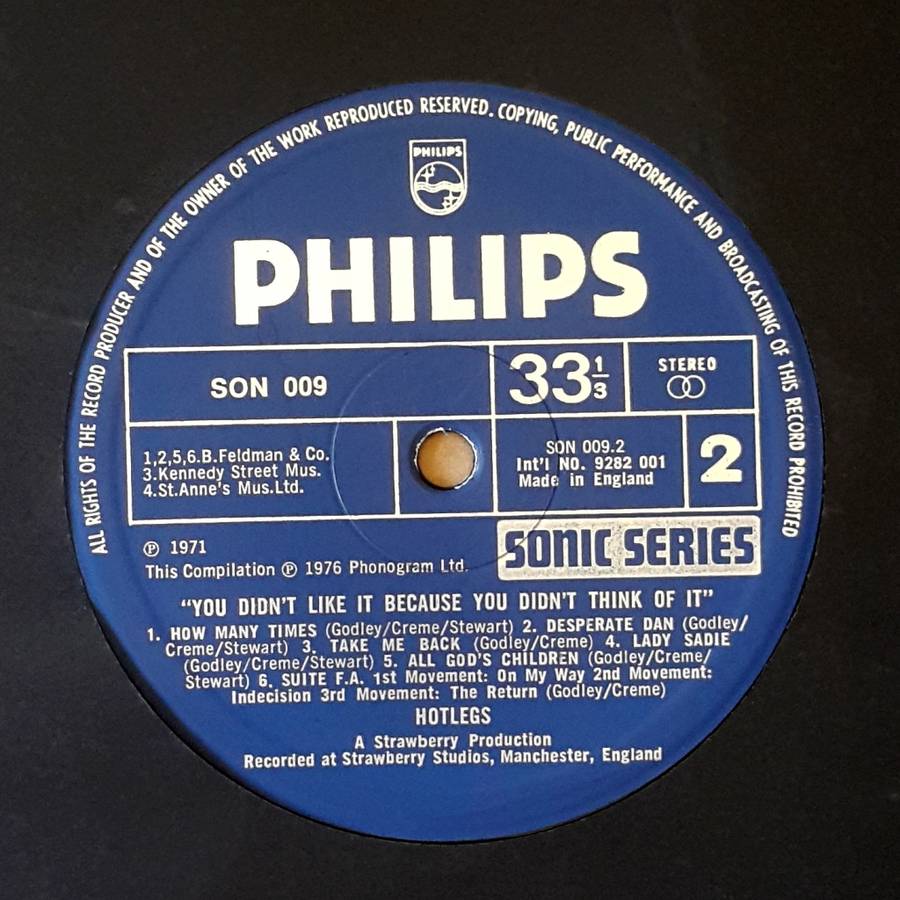 ALL RIGHTS OF THE RECORD PRODUCER AND OF THE OWNER OF THE WORK REPRODUCED RESERVED. COPYING, PUBLIC PERFORMANCE AND BROADCASTING OF THIS RECORD PROHIBITED
PHILIPS
PHILIPS
SON 009
33 1/3
STEREO
1,2,5,6.B.Feldman & Co.
3.Kennedy Street Mus.
4.St.Anne's Mus.Ltd.
SON 009.2
Int'l NO. 9282 001
Made in England
2
℗ 1971
This Compilation ℗ 1976 Phonogram Ltd.
SONIC SERIES
"YOU DIDN'T LIKE IT BECAUSE YOU DIDN'T THINK OF IT"
1. HOW MANY TIMES (Godley/Creme/Stewart) 2. DESPERATE DAN (Godley/
Creme/Stewart) 3. TAKE ME BACK (Godley/Creme) 4. LADY SADIE
(Godley/Creme/Stewart) 5. ALL GOD'S CHILDREN (Godley/Creme/
Stewart) 6. SUITE F.A. 1st Movement: On My Way 2nd Movement:
Indecision 3rd Movement: The Return (Godley/Creme)
HOTLEGS
A Strawberry Production
Recorded at Strawberry Studios, Manchester, England